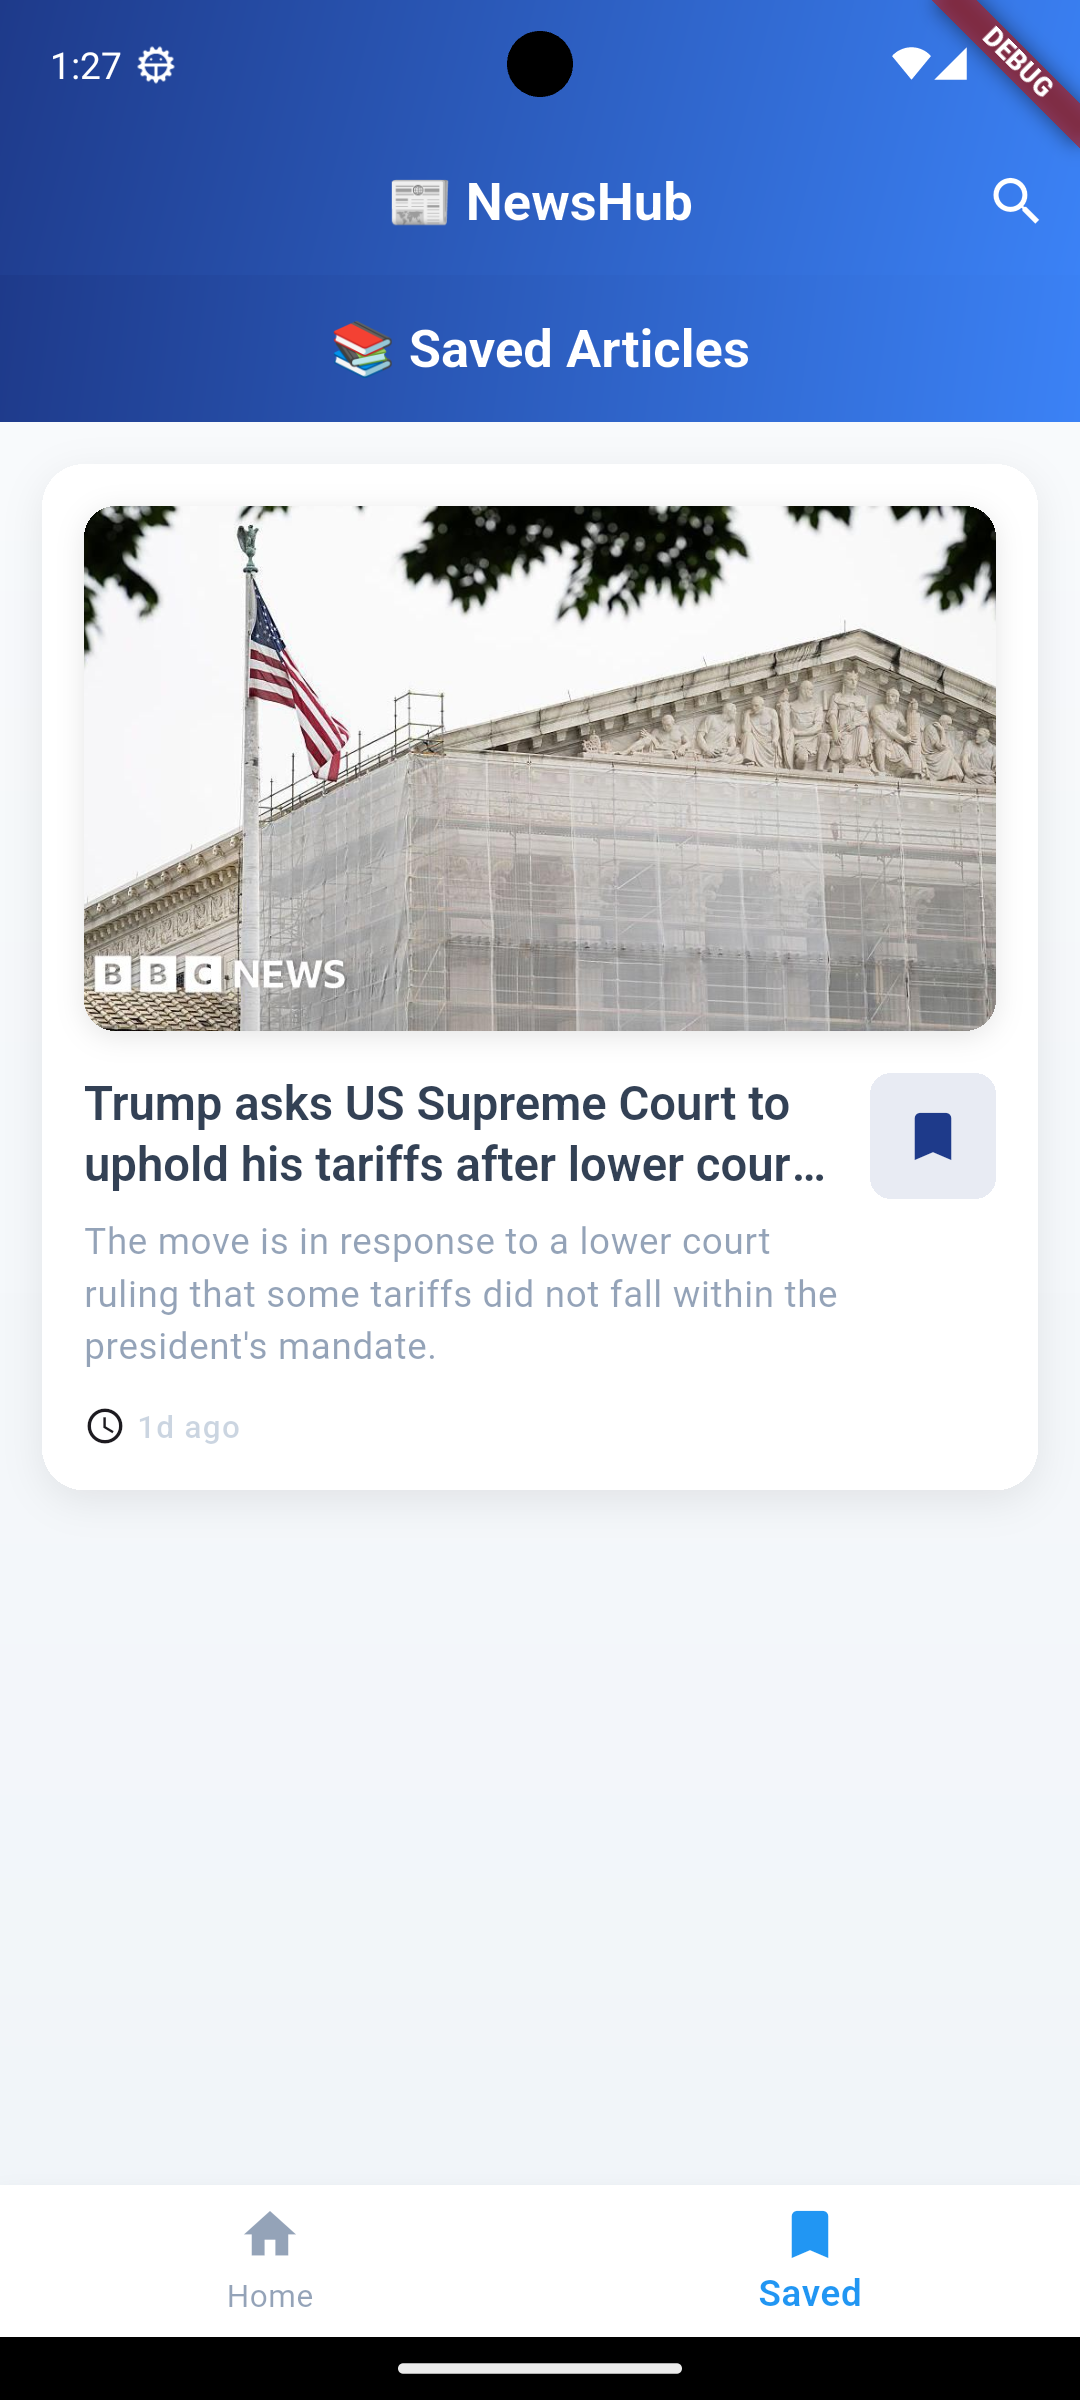 1:27
DEBUG
NewsHub
Saved Articles
BBC NEWS
Trump asks US Supreme Court to
uphold his tariffs after lower cour...
The move is in response to a lower court
ruling that some tariffs did not fall within the
president's mandate.
1d ago
Home
Saved